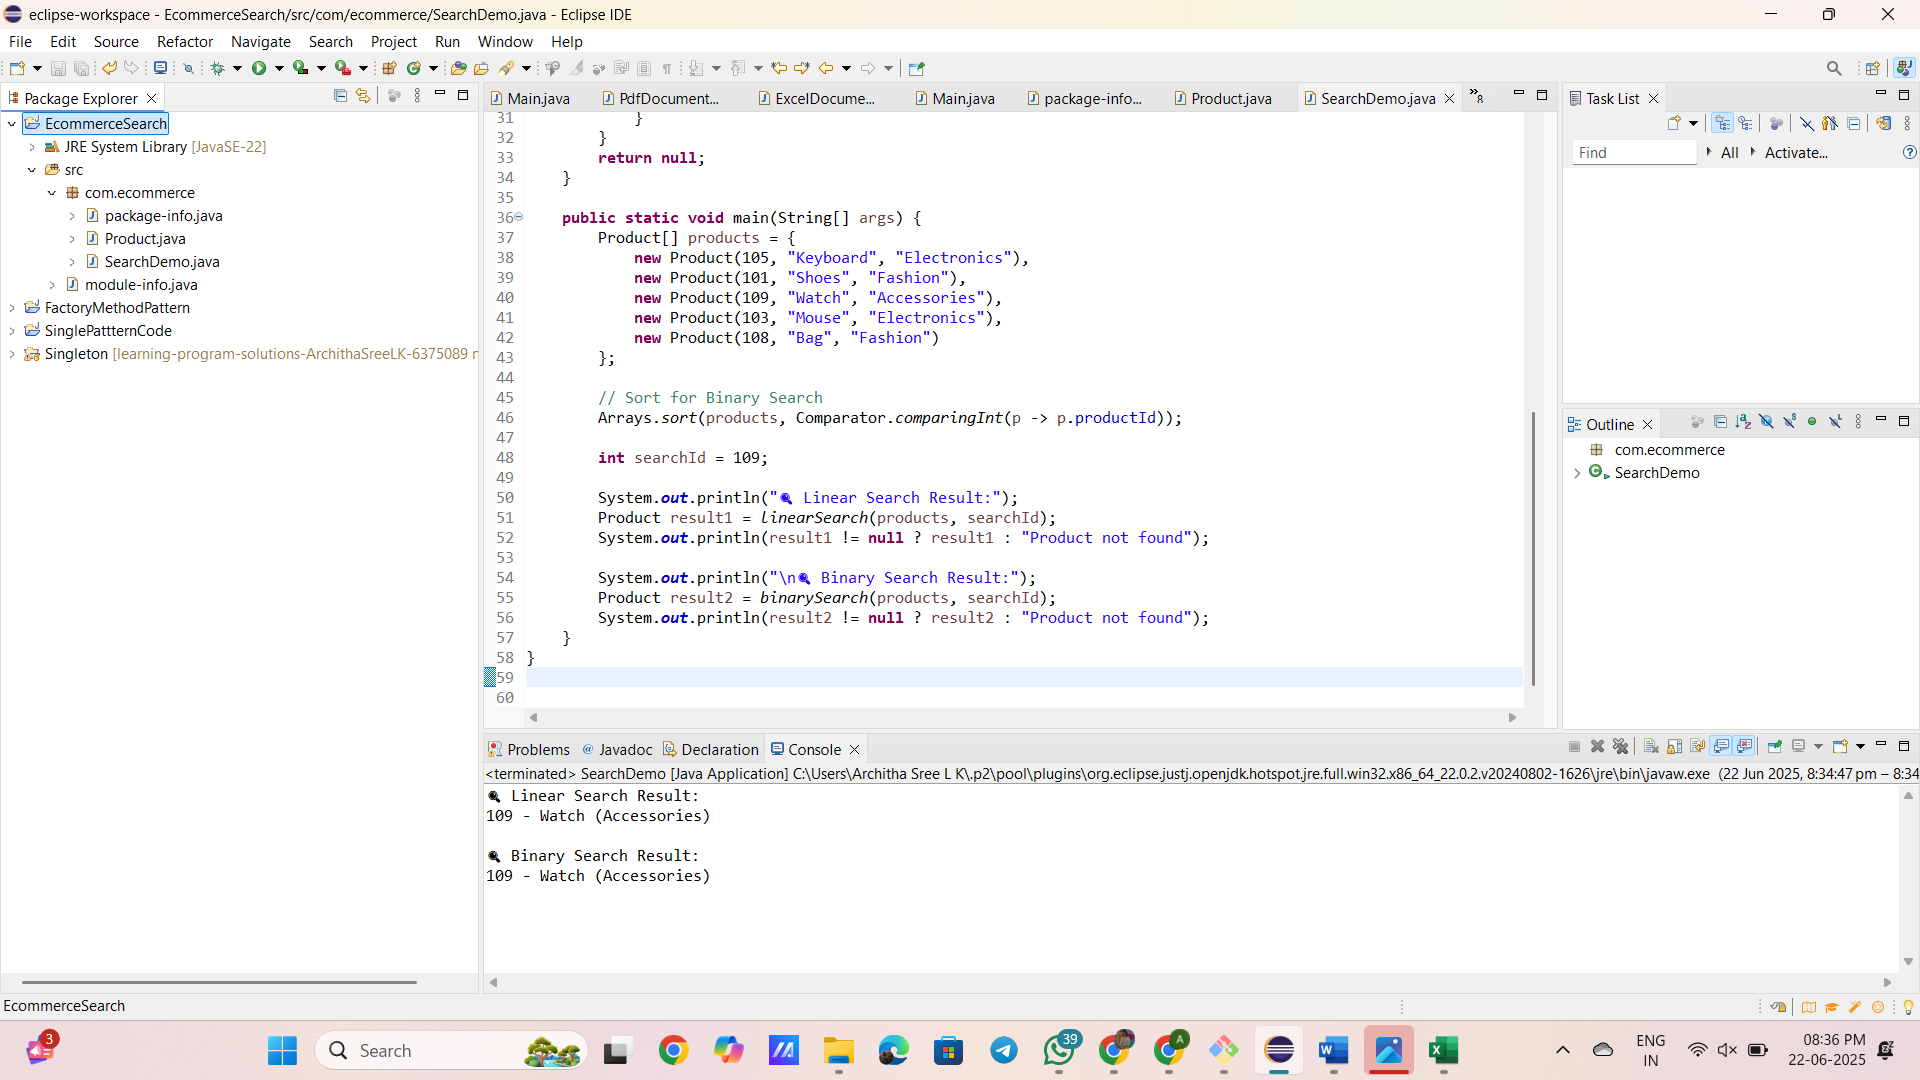 eclipse-workspace - EcommerceSearch/src/com/ecommerce/SearchDemo.java - Eclipse IDE
File Edit Source Refactor Navigate Search Project Run Window Help
Package Explorer
EcommerceSearch
JRE System Library [JavaSE-22]
src
com.ecommerce
package-info.java
Product.java
SearchDemo.java
module-info.java
FactoryMethodPattern
SinglePattternCode
Singleton [learning-program-solutions-ArchithaSreeLK-6375089
Main.java PdfDocument... ExcelDocume... Main.java package-info... Product.java SearchDemo.java »8
31 }
32 }
33 return null;
34 }
35
36 public static void main(String[] args) {
37 Product[] products = {
38 new Product(105, "Keyboard", "Electronics"),
39 new Product(101, "Shoes", "Fashion"),
40 new Product(109, "Watch", "Accessories"),
41 new Product(103, "Mouse", "Electronics"),
42 new Product(108, "Bag", "Fashion")
43 };
44
45 // Sort for Binary Search
46 Arrays.sort(products, Comparator.comparingInt(p -> p.productId));
47
48 int searchId = 109;
49
50 System.out.println("🔍 Linear Search Result:");
51 Product result1 = linearSearch(products, searchId);
52 System.out.println(result1 != null ? result1 : "Product not found");
53
54 System.out.println("\n🔍 Binary Search Result:");
55 Product result2 = binarySearch(products, searchId);
56 System.out.println(result2 != null ? result2 : "Product not found");
57 }
58 }
59
60
Task List
Find All Activate...
Outline
com.ecommerce
SearchDemo
Problems Javadoc Declaration Console
<terminated> SearchDemo [Java Application] C:\Users\Architha Sree L K\.p2\pool\plugins\org.eclipse.justj.openjdk.hotspot.jre.full.win32.x86_64_22.0.2.v20240802-1626\jre\bin\javaw.exe (22 Jun 2025, 8:34:47 pm – 8:34
🔍 Linear Search Result:
109 - Watch (Accessories)
🔍 Binary Search Result:
109 - Watch (Accessories)
EcommerceSearch
3
Search
39
A
ENG
IN
08:36 PM
22-06-2025